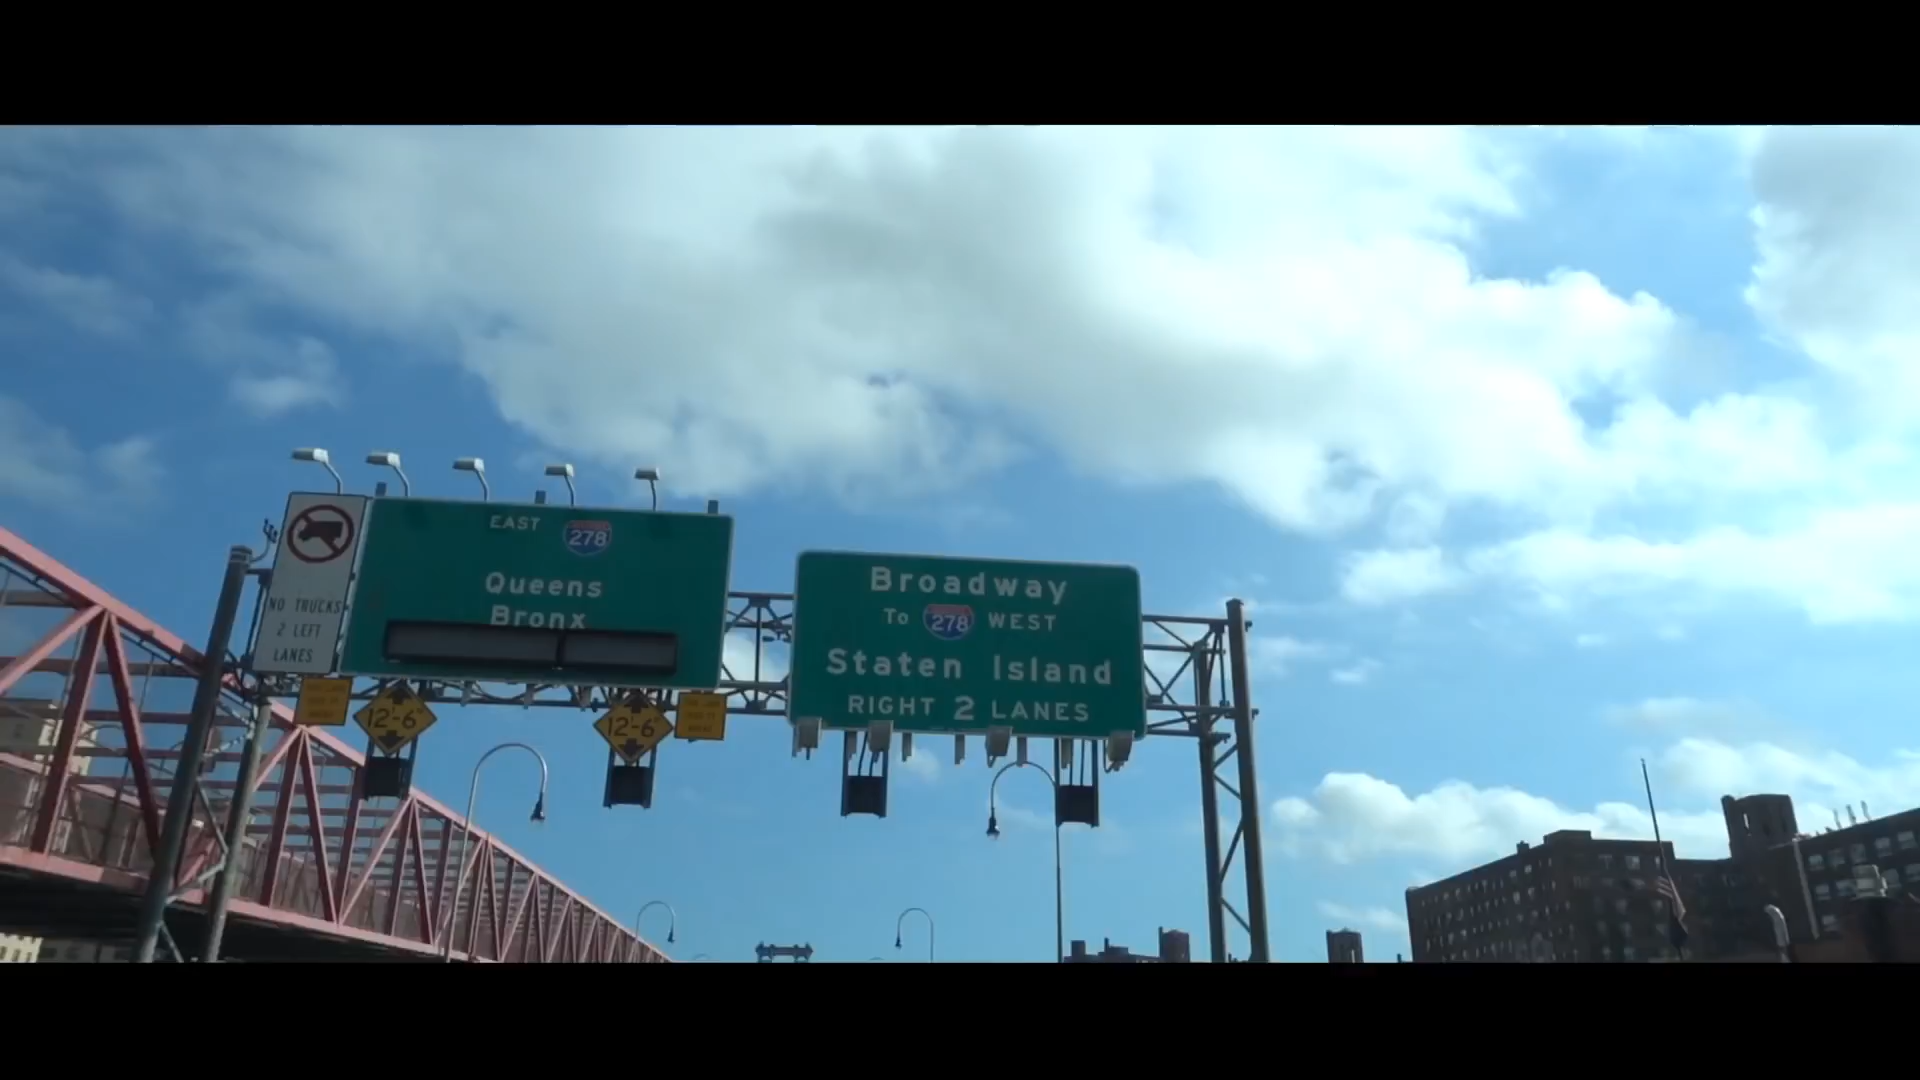 NO TRUCKS
2 LEFT
LANES
EAST 278
Queens
Bronx
12'-6"
12'-6"
Broadway
To 278 WEST
Staten Island
RIGHT 2 LANES